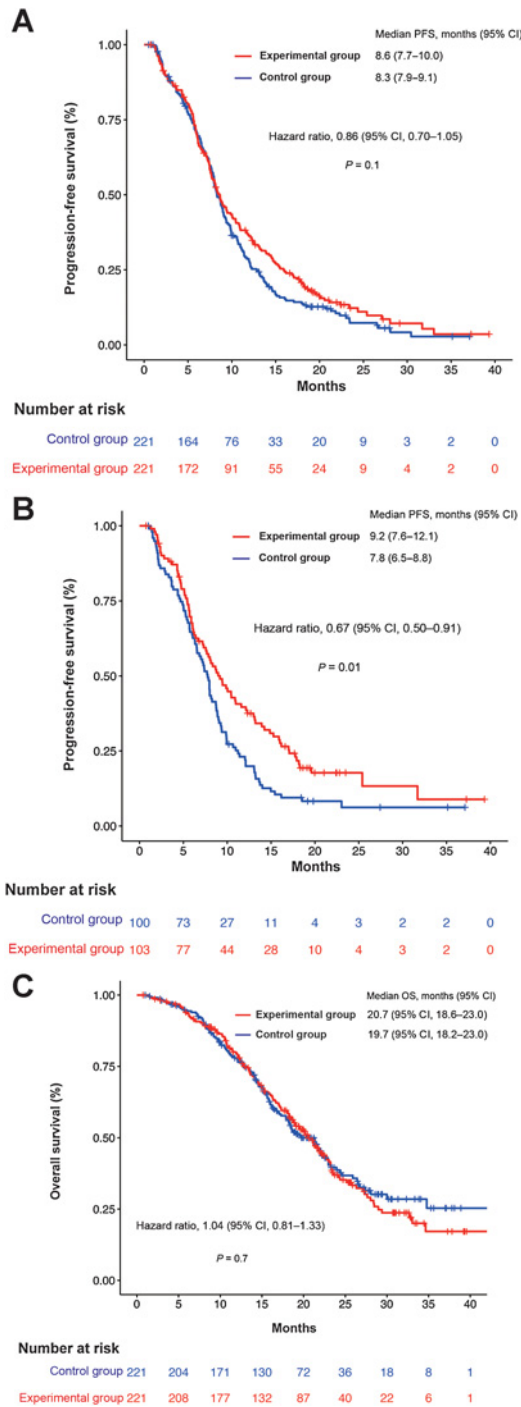 A
Median PFS, months (95% CI)
Experimental group 8.6 (7.7–10.0)
Control group 8.3 (7.9–9.1)
Hazard ratio, 0.86 (95% CI, 0.70–1.05)
P = 0.1
Progression-free survival (%)
1.00
0.75
0.50
0.25
0.00
0 5 10 15 20 25 30 35 40
Months
Number at risk
Control group 221 164 76 33 20 9 3 2 0
Experimental group 221 172 91 55 24 9 4 2 0
B
Median PFS, months (95% CI)
Experimental group 9.2 (7.6–12.1)
Control group 7.8 (6.5–8.8)
Hazard ratio, 0.67 (95% CI, 0.50–0.91)
P = 0.01
Progression-free survival (%)
1.00
0.75
0.50
0.25
0.00
0 5 10 15 20 25 30 35 40
Months
Number at risk
Control group 100 73 27 11 4 3 2 2 0
Experimental group 103 77 44 28 10 4 3 2 0
C
Median OS, months (95% CI)
Experimental group 20.7 (95% CI, 18.6–23.0)
Control group 19.7 (95% CI, 18.2–23.0)
Overall survival (%)
1.00
0.75
0.50
0.25
0.00
Hazard ratio, 1.04 (95% CI, 0.81–1.33)
P = 0.7
0 5 10 15 20 25 30 35 40
Months
Number at risk
Control group 221 204 171 130 72 36 18 8 1
Experimental group 221 208 177 132 87 40 22 6 1